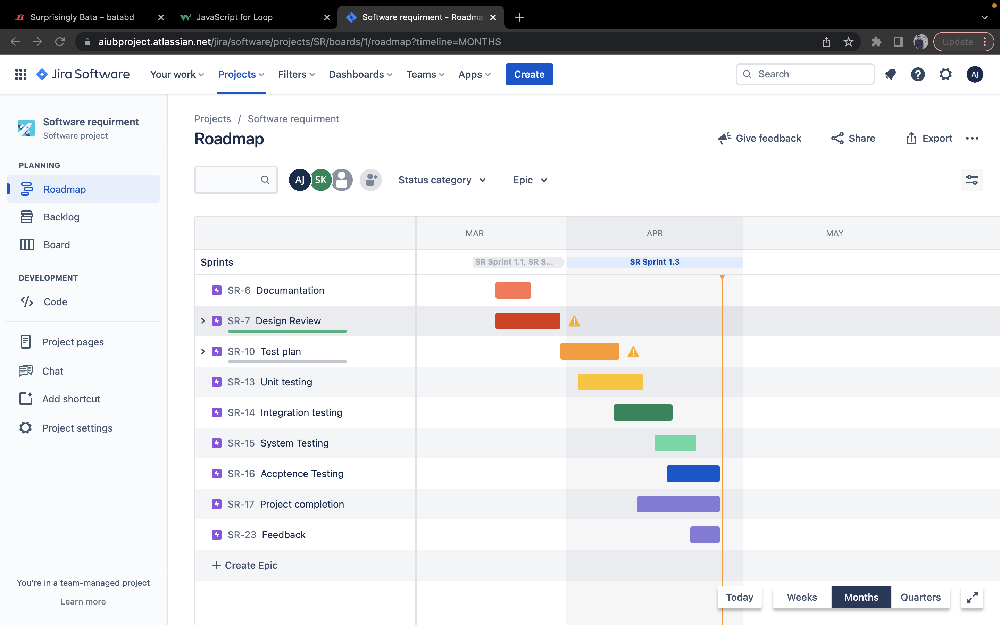 Surprisingly Bata – batabd
JavaScript for Loop
Software requirment - Roadma
aiubproject.atlassian.net/jira/software/projects/SR/boards/1/roadmap?timeline=MONTHS
Update
Jira Software
Your work
Projects
Filters
Dashboards
Teams
Apps
Create
Search
AJ
Software requirment
Software project
PLANNING
Roadmap
Backlog
Board
DEVELOPMENT
Code
Project pages
Chat
Add shortcut
Project settings
You're in a team-managed project
Learn more
Projects / Software requirment
Roadmap
Give feedback
Share
Export
AJ
SK
Status category
Epic
MAR
APR
MAY
Sprints
SR Sprint 1.1, SR S...
SR Sprint 1.3
SR-6 Documantation
SR-7 Design Review
SR-10 Test plan
SR-13 Unit testing
SR-14 Integration testing
SR-15 System Testing
SR-16 Accptence Testing
SR-17 Project completion
SR-23 Feedback
+ Create Epic
Today
Weeks
Months
Quarters